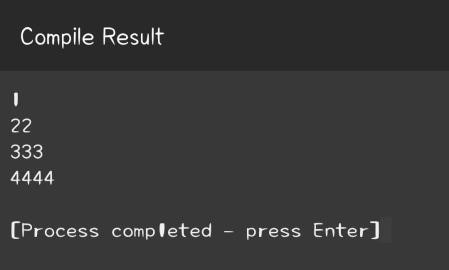 Compile Result
1
22
333
4444
[Process completed - press Enter]